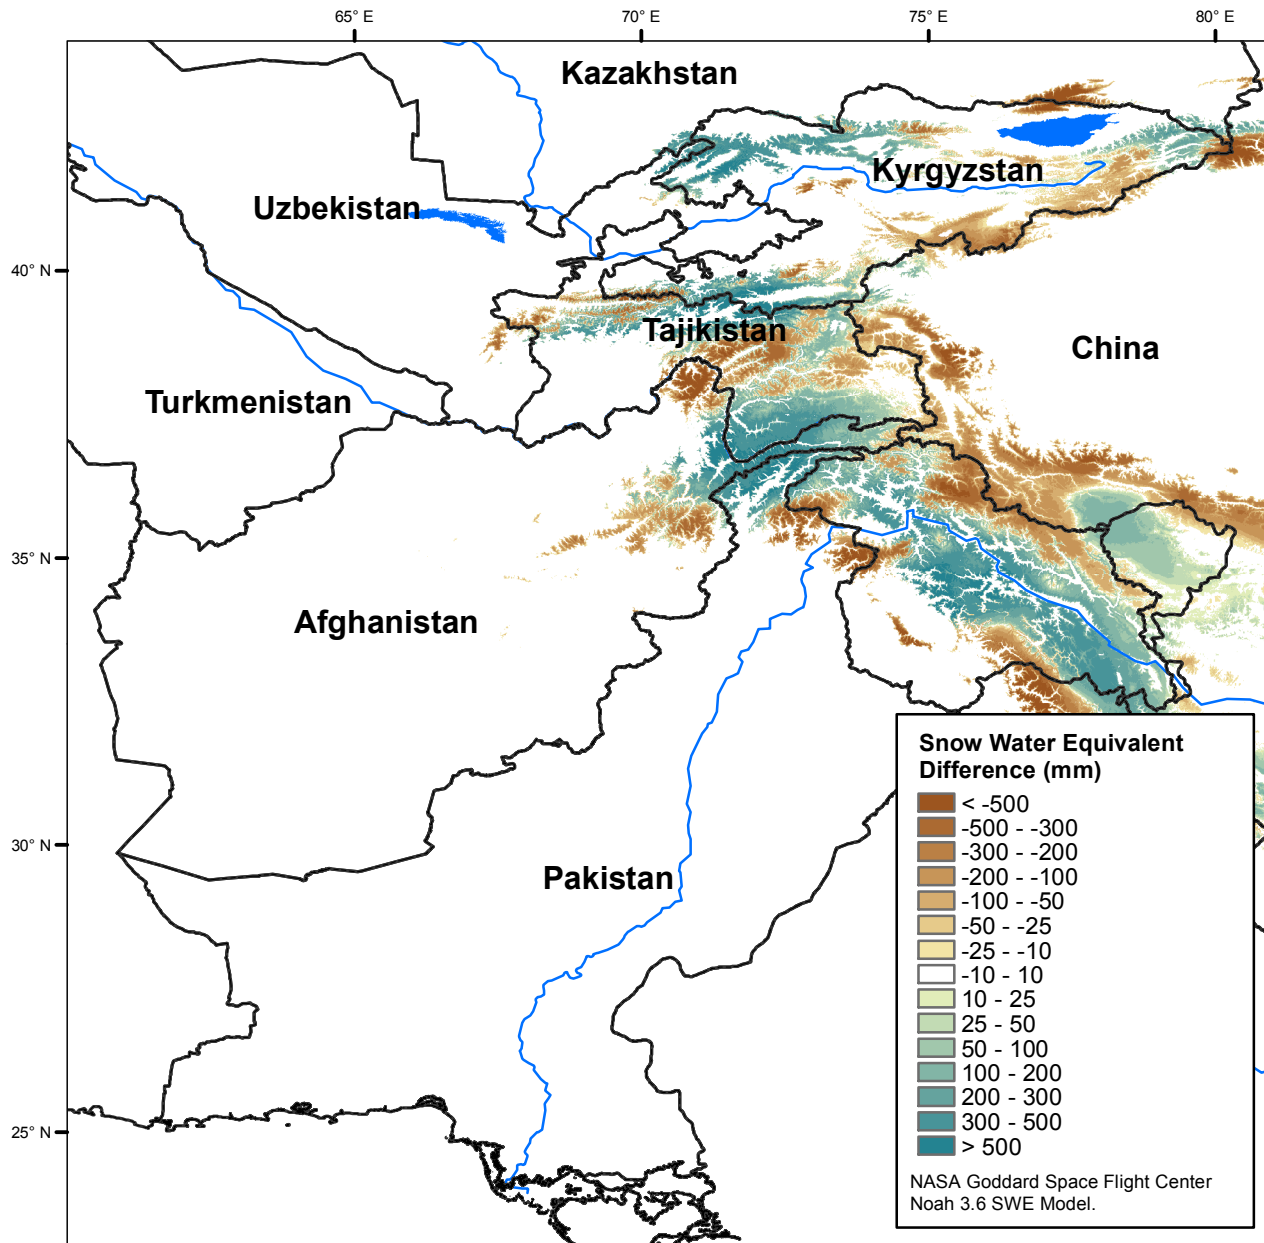 65° E
70° E
75° E
80° E
Kazakhstan
Kyrgyzstan
Uzbekistan
40° N
Tajikistan
China
Turkmenistan
35° N
Afghanistan
Snow Water Equivalent
Difference (mm)
< -500
-500 - -300
-300 - -200
-200 - -100
-100 - -50
-50 - -25
-25 - -10
-10 - 10
10 - 25
25 - 50
50 - 100
100 - 200
200 - 300
300 - 500
> 500
30° N
Pakistan
25° N
NASA Goddard Space Flight Center
Noah 3.6 SWE Model.